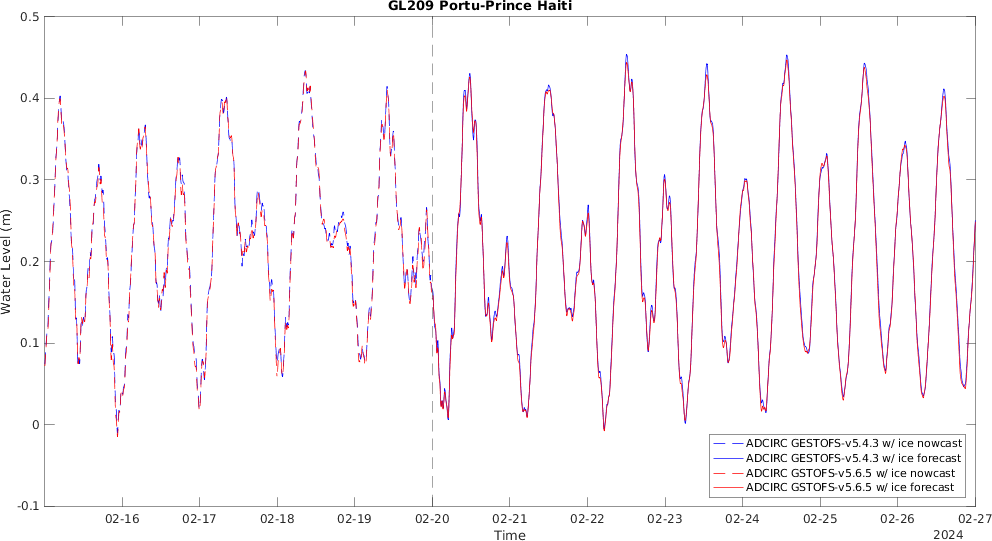 GL209 Portu-Prince Haiti
0.5
0.4
0.3
0.2
0.1
0
-0.1
Water Level (m)
ADCIRC GESTOFS-v5.4.3 w/ ice nowcast
ADCIRC GESTOFS-v5.4.3 w/ ice forecast
ADCIRC GSTOFS-v5.6.5 w/ ice nowcast
ADCIRC GSTOFS-v5.6.5 w/ ice forecast
02-16 02-17 02-18 02-19 02-20 02-21 02-22 02-23 02-24 02-25 02-26 02-27
Time
2024